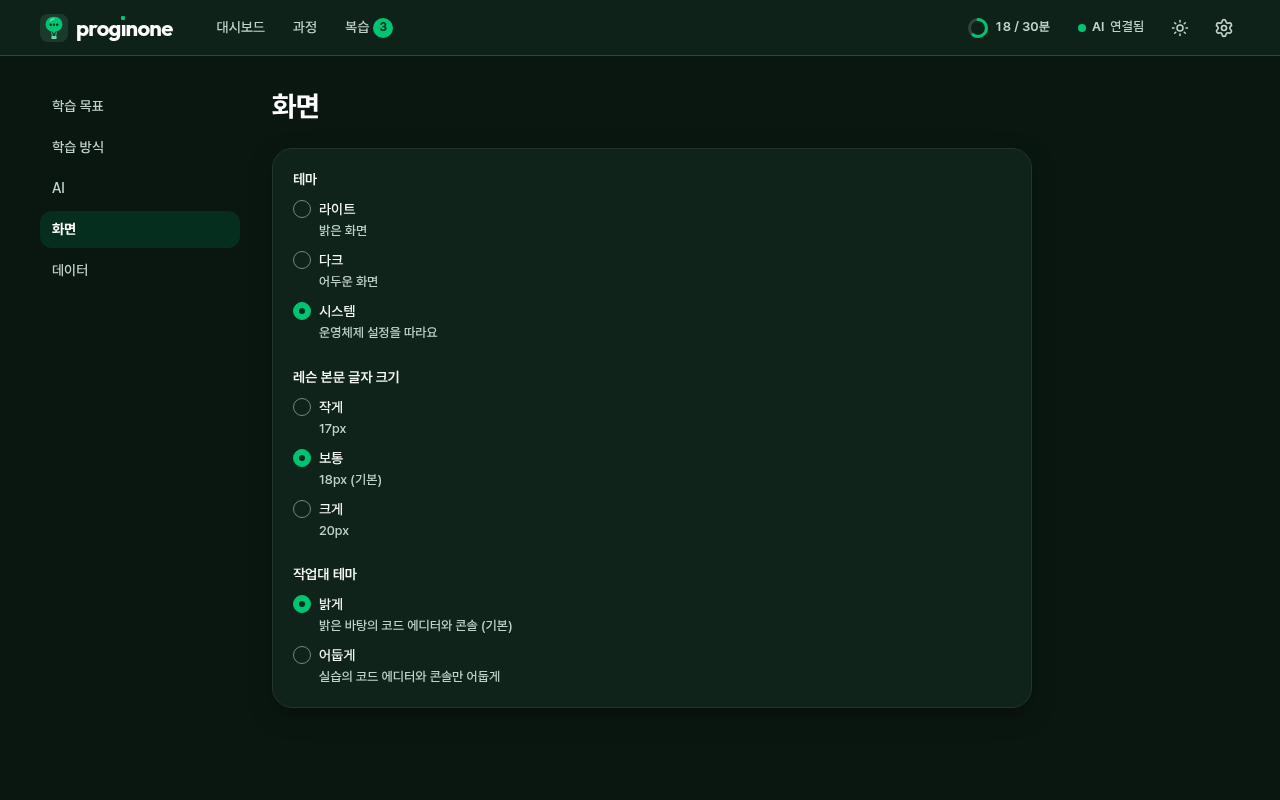 proginone
대시보드
과정
복습 3
18 / 30분
AI 연결됨
학습 목표
학습 방식
AI
화면
데이터
화면
테마
라이트
밝은 화면
다크
어두운 화면
시스템
운영체제 설정을 따라요
레슨 본문 글자 크기
작게
17px
보통
18px (기본)
크게
20px
작업대 테마
밝게
밝은 바탕의 코드 에디터와 콘솔 (기본)
어둡게
실습의 코드 에디터와 콘솔만 어둡게